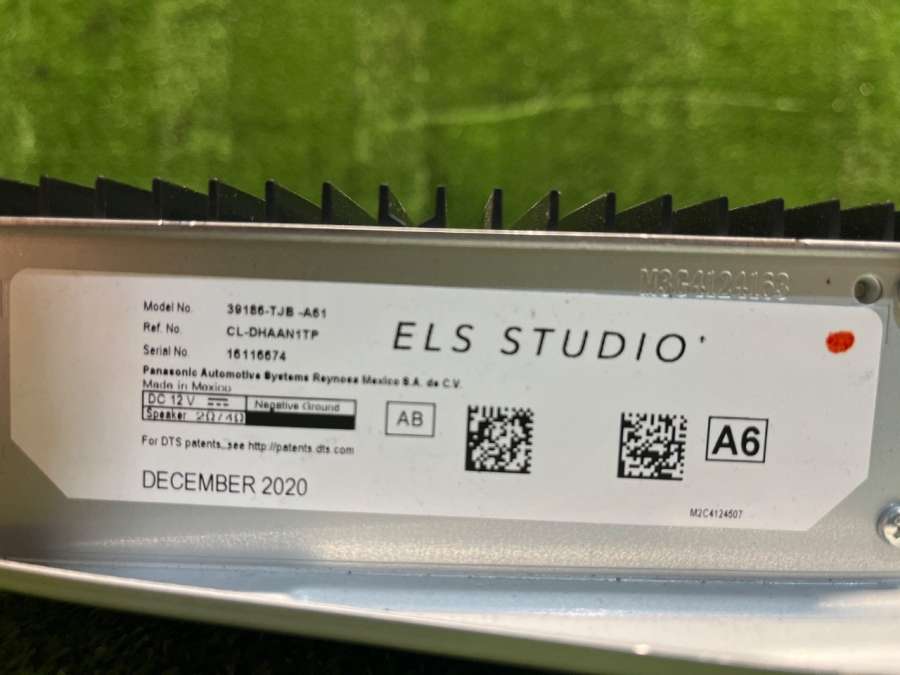 M3G4124163
Model No. 39186-TJB -A61
Ref. No. CL-DHAAN1TP
Serial No. 16116674
ELS STUDIO
Panasonic Automotive Systems Reynosa Mexico S.A. de C.V.
Made in Mexico
DC 12 V Negative Ground
Speaker 2Ω/4Ω
AB
A6
For DTS patents, see http://patents.dts.com
DECEMBER 2020
M2C4124507